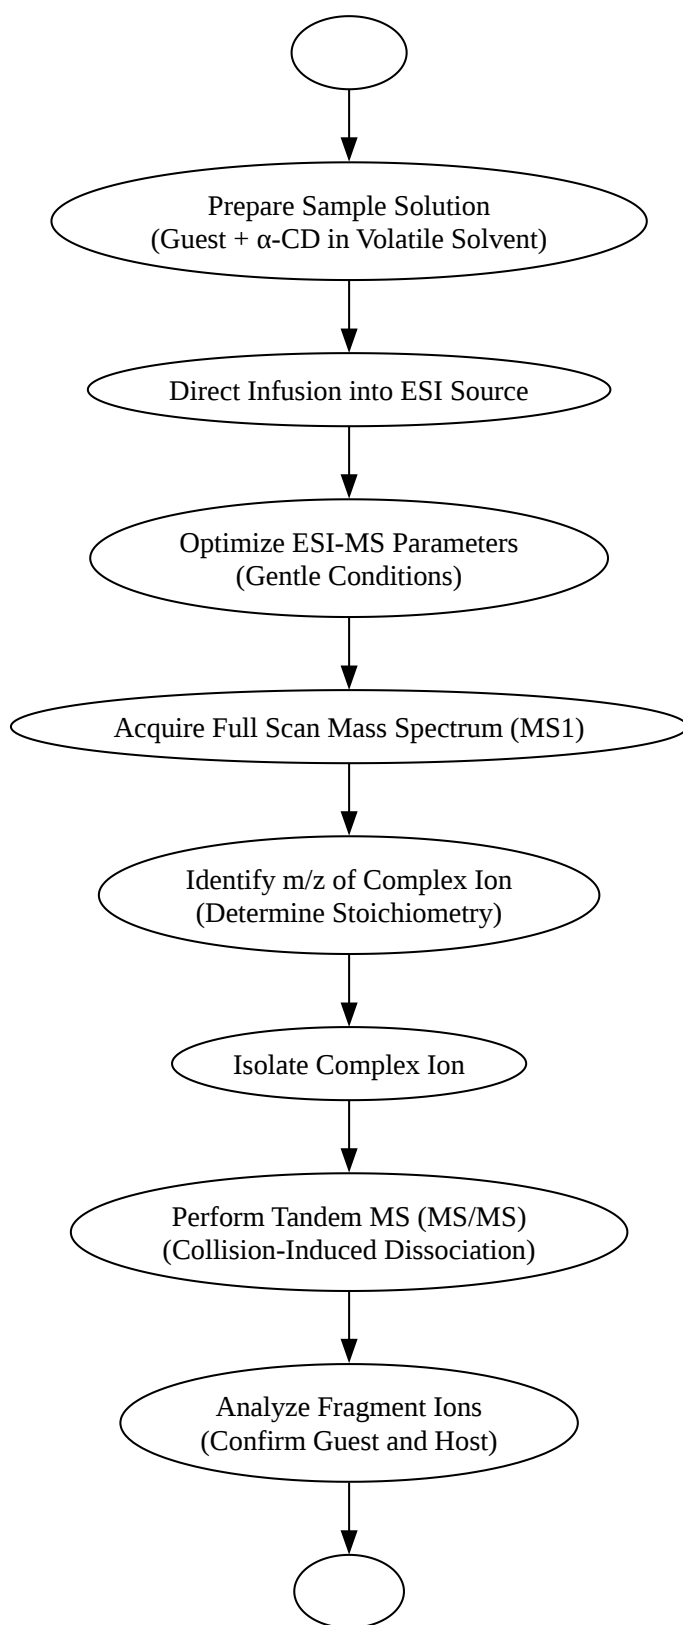 Prepare Sample Solution
(Guest + α-CD in Volatile Solvent)
Direct Infusion into ESI Source
Optimize ESI-MS Parameters
(Gentle Conditions)
Acquire Full Scan Mass Spectrum (MS1)
Identify m/z of Complex Ion
(Determine Stoichiometry)
Isolate Complex Ion
Perform Tandem MS (MS/MS)
(Collision-Induced Dissociation)
Analyze Fragment Ions
(Confirm Guest and Host)